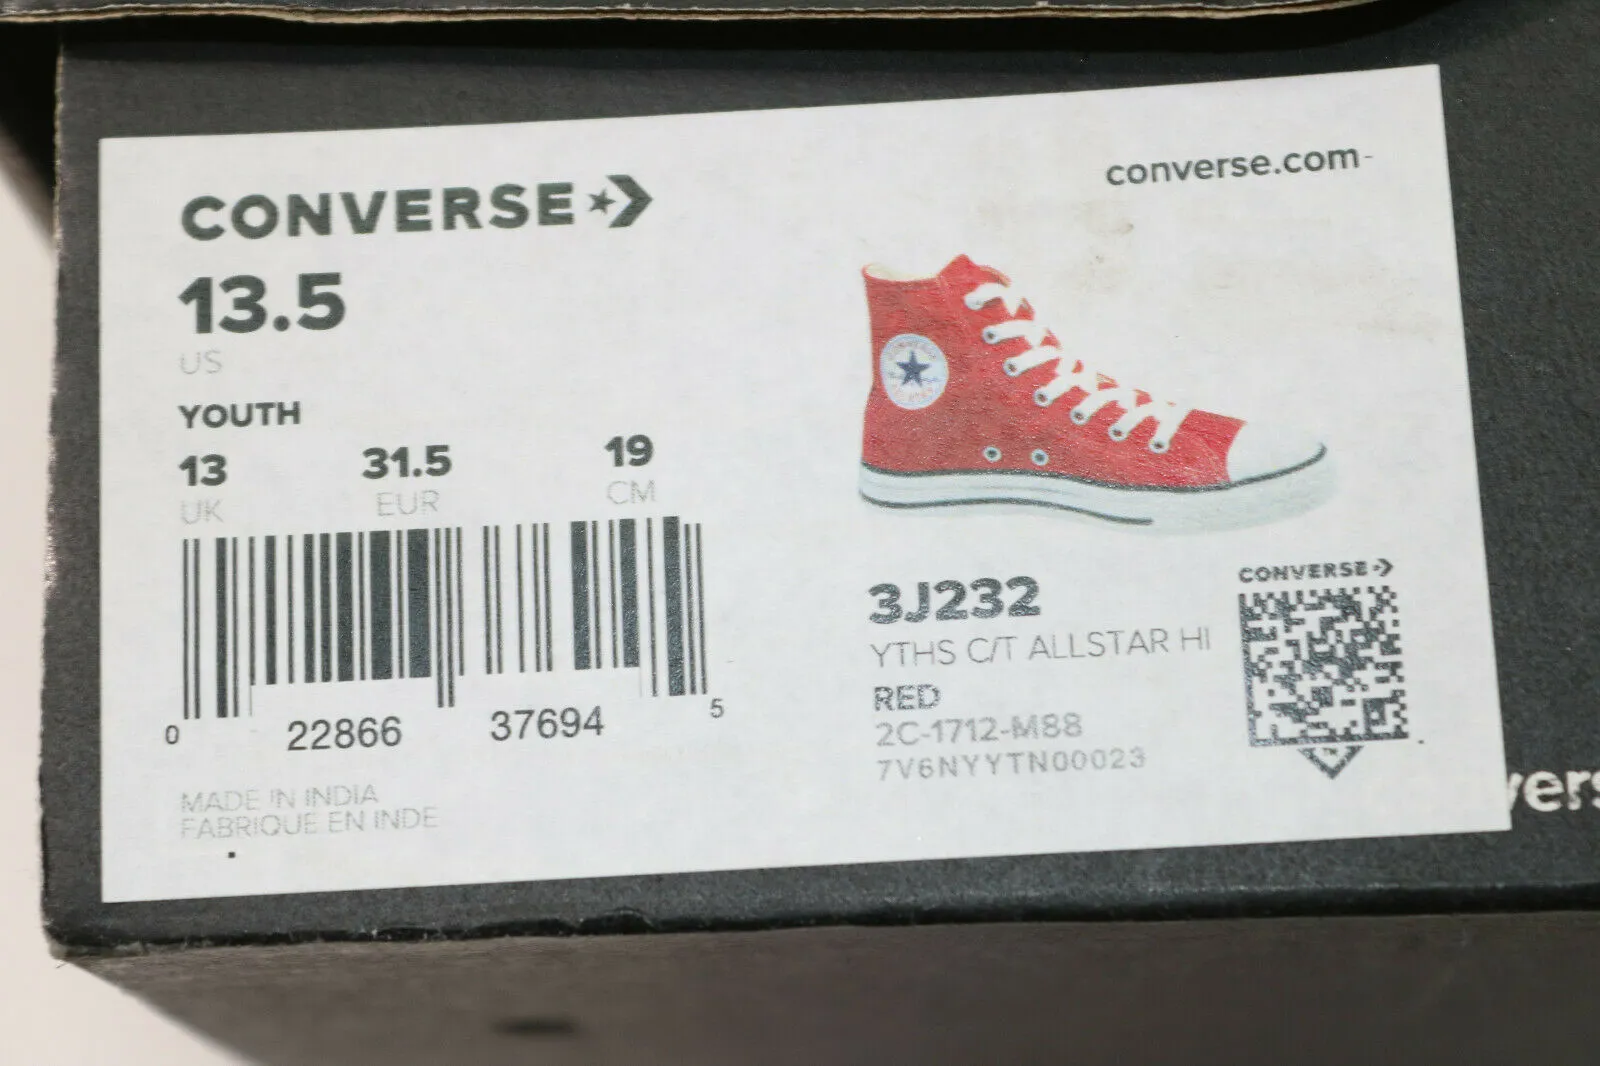 CONVERSE
converse.com
13.5
US
YOUTH
13 31.5 19
UK EUR CM
0 22866 37694 5
MADE IN INDIA
FABRIQUE EN INDE
3J232
YTHS C/T ALLSTAR HI
RED
2C-1712-M88
7V6NYYTN00023
CONVERSE